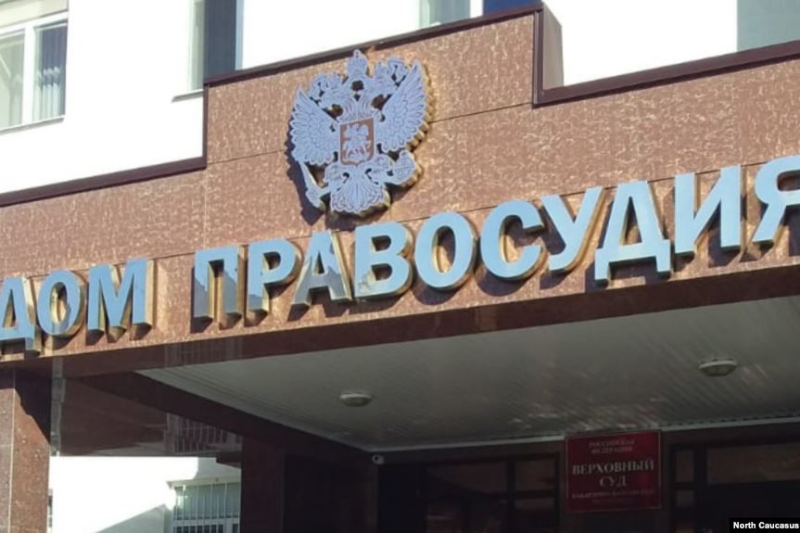 ДОМ ПРАВОСУДИЯ
РОССИЙСКАЯ
ФЕДЕРАЦИЯ
ВЕРХОВНЫЙ
СУД
North Caucasus